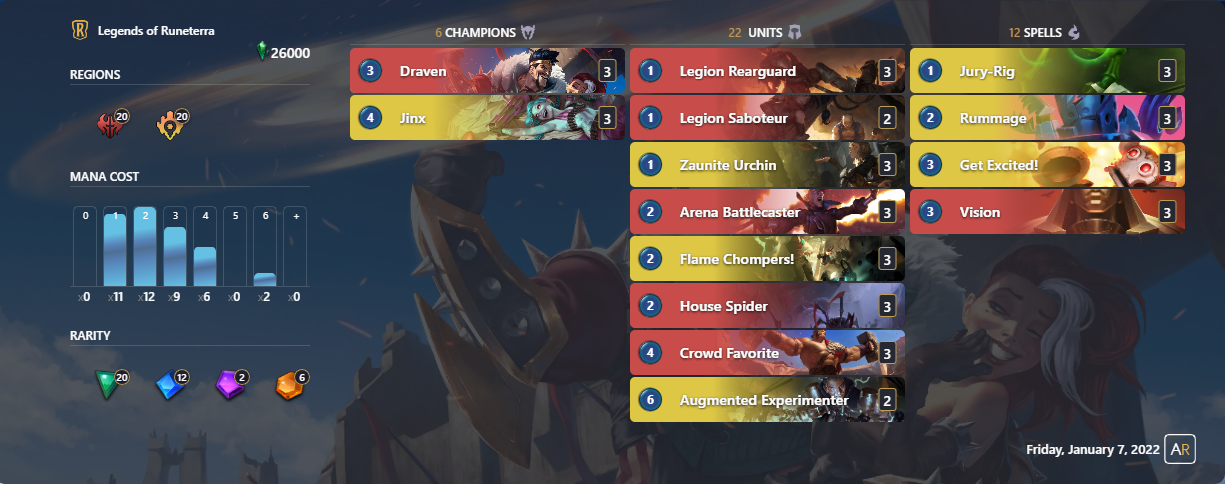 Legends of Runeterra
26000
REGIONS
20 20
MANA COST
0 1 2 3 4 5 6 +
x0 x11 x12 x9 x6 x0 x2 x0
RARITY
20 12 2 6
6 CHAMPIONS
3 Draven 3
4 Jinx 3
22 UNITS
1 Legion Rearguard 3
1 Legion Saboteur 2
1 Zaunite Urchin 3
2 Arena Battlecaster 3
2 Flame Chompers! 3
2 House Spider 3
4 Crowd Favorite 3
6 Augmented Experimenter 2
12 SPELLS
1 Jury-Rig 3
2 Rummage 3
3 Get Excited! 3
3 Vision 3
Friday, January 7, 2022 AR